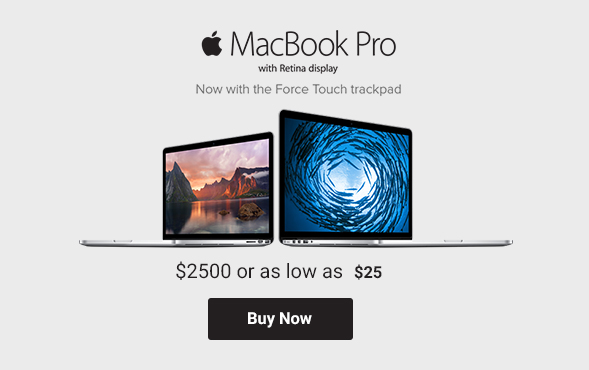 MacBook Pro
with Retina display
Now with the Force Touch trackpad
$2500 or as low as $25
Buy Now